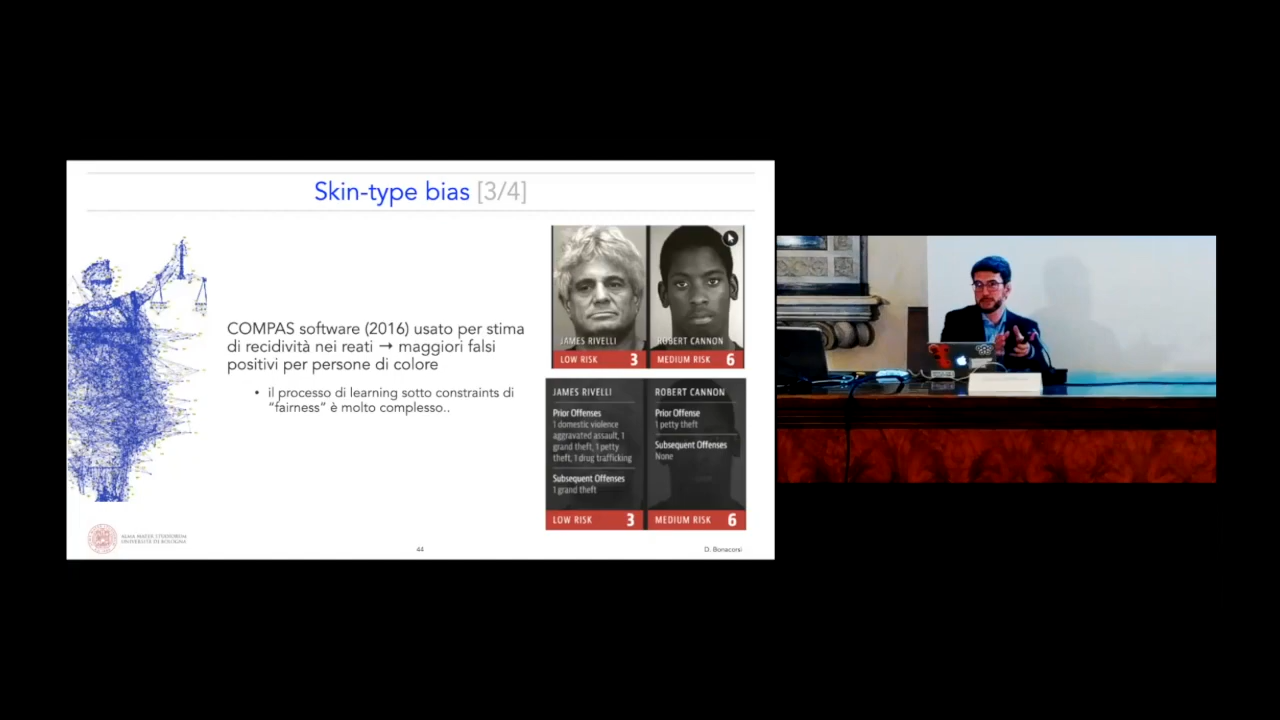 Skin-type bias [3/4]
COMPAS software (2016) usato per stima
di recidività nei reati → maggiori falsi
positivi per persone di colore
• il processo di learning sotto constraints di
“fairness” è molto complesso..
JAMES RIVELLI
LOW RISK 3
ROBERT CANNON
MEDIUM RISK 6
JAMES RIVELLI
Prior Offenses
1 domestic violence
aggravated assault, 1
grand theft, 1 petty
theft, 1 drug trafficking
Subsequent Offenses
1 grand theft
LOW RISK 3
ROBERT CANNON
Prior Offense
1 petty theft
Subsequent Offenses
None
MEDIUM RISK 6
ALMA MATER STUDIORUM
UNIVERSITÀ DI BOLOGNA
44
D. Bonacorsi